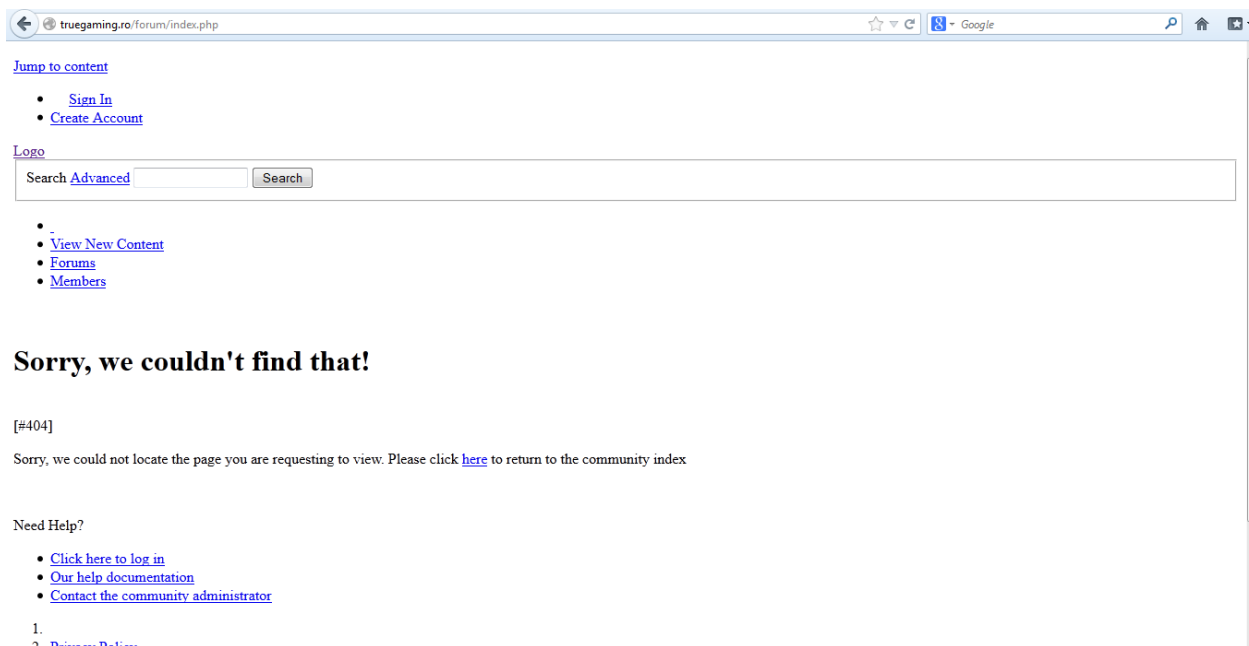 truegaming.ro/forum/index.php
Google
Jump to content
Sign In
Create Account
Logo
Search Advanced Search
View New Content
Forums
Members
Sorry, we couldn't find that!
[#404]
Sorry, we could not locate the page you are requesting to view. Please click here to return to the community index
Need Help?
Click here to log in
Our help documentation
Contact the community administrator
1.
2. Privacy Policy